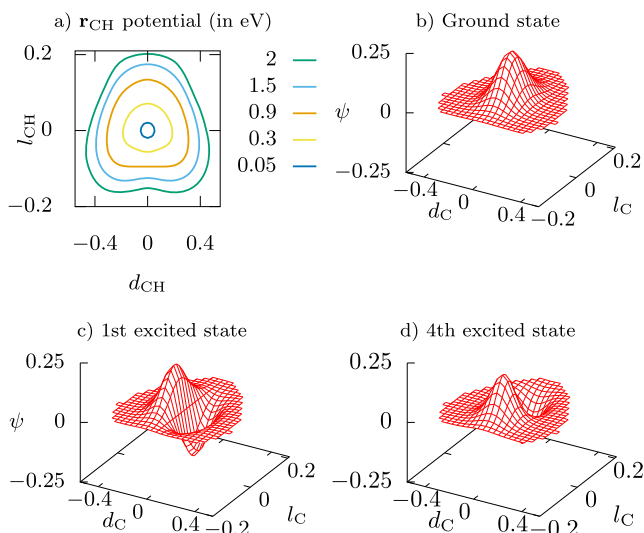 a) r_CH potential (in eV)
0.2
0
−0.2
l_CH
−0.4
0
0.4
d_CH
2
1.5
0.9
0.3
0.05
b) Ground state
0.25
0
−0.25
ψ
−0.4
0
0.4
d_C
−0.2
0
0.2
l_C
c) 1st excited state
0.25
0
−0.25
ψ
−0.4
0
0.4
d_C
−0.2
0
0.2
l_C
d) 4th excited state
0.25
0
−0.25
−0.4
0
0.4
d_C
−0.2
0
0.2
l_C